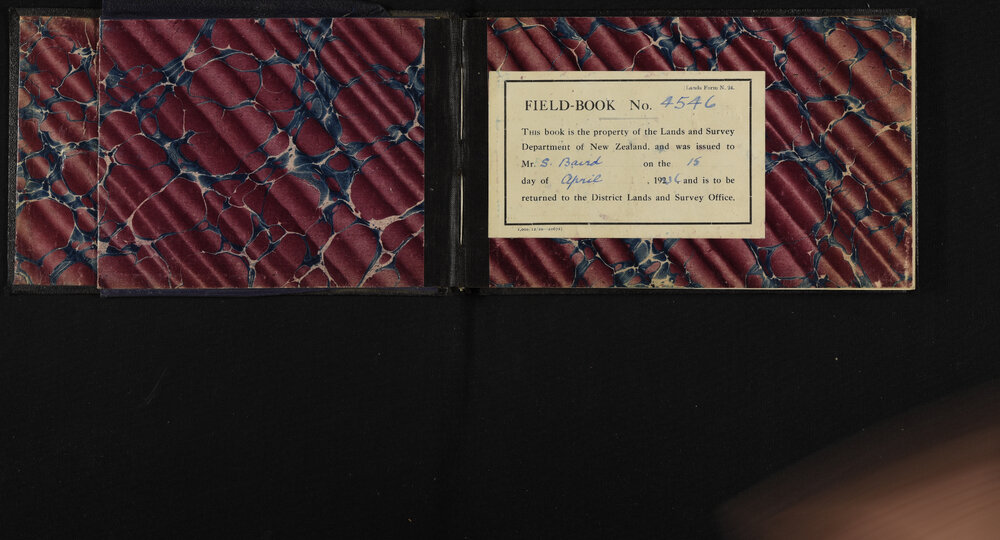 Lands Form N. 94.
FIELD-BOOK No. 4546
THIS book is the property of the Lands and Survey
Department of New Zealand, and was issued to
Mr. S. Baird on the 15
day of April , 1936 and is to be
returned to the District Lands and Survey Office.